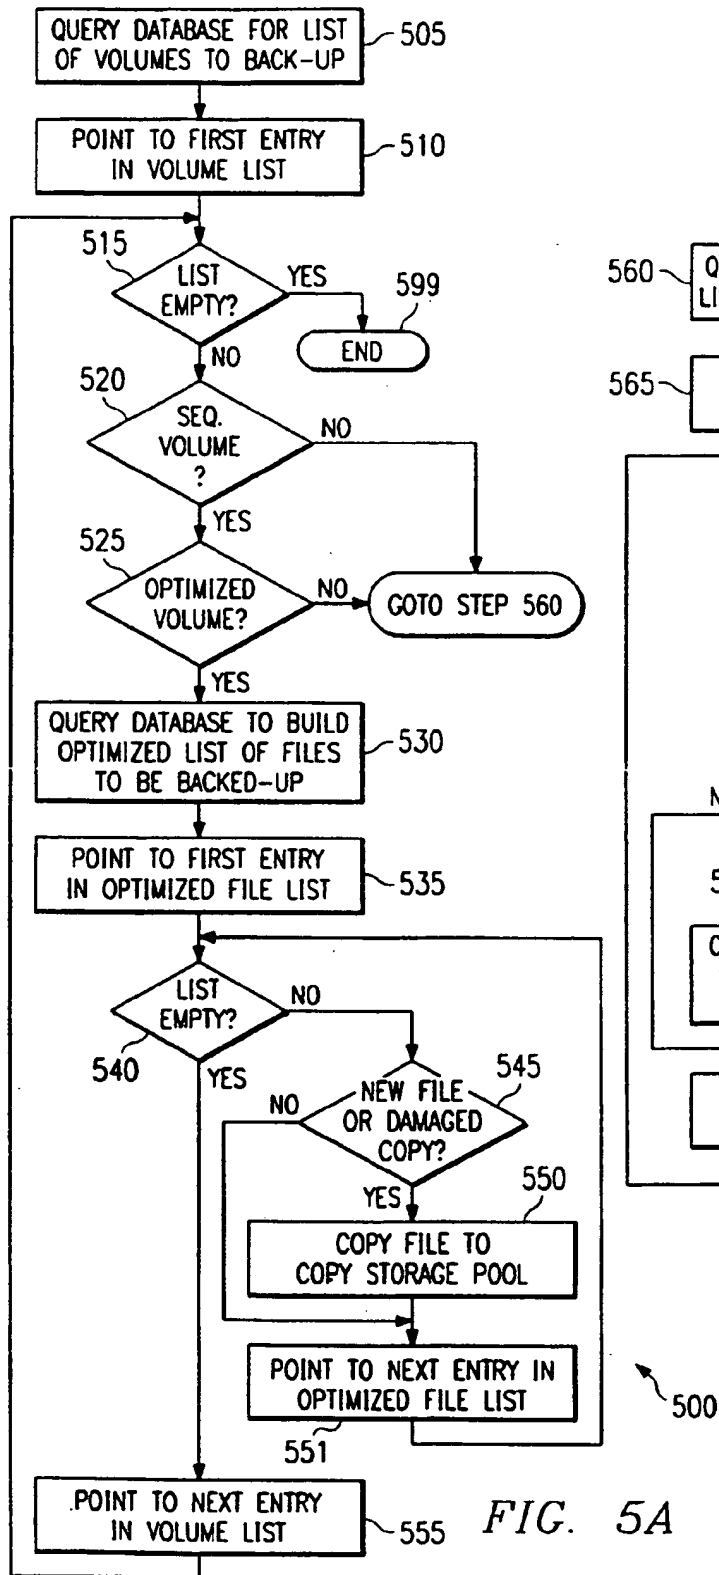 QUERY DATABASE FOR LIST
OF VOLUMES TO BACK-UP
505
POINT TO FIRST ENTRY
IN VOLUME LIST
510
515
LIST
EMPTY?
YES
599
END
NO
520
SEQ.
VOLUME
?
NO
YES
525
OPTIMIZED
VOLUME?
NO
GOTO STEP 560
YES
QUERY DATABASE TO BUILD
OPTIMIZED LIST OF FILES
TO BE BACKED-UP
530
POINT TO FIRST ENTRY
IN OPTIMIZED FILE LIST
535
LIST
EMPTY?
NO
540
YES
NEW FILE
OR DAMAGED
COPY?
545
NO
YES
550
COPY FILE TO
COPY STORAGE POOL
POINT TO NEXT ENTRY IN
OPTIMIZED FILE LIST
551
500
POINT TO NEXT ENTRY
IN VOLUME LIST
555
FIG. 5A
560
Q
LI
565
N
5
C